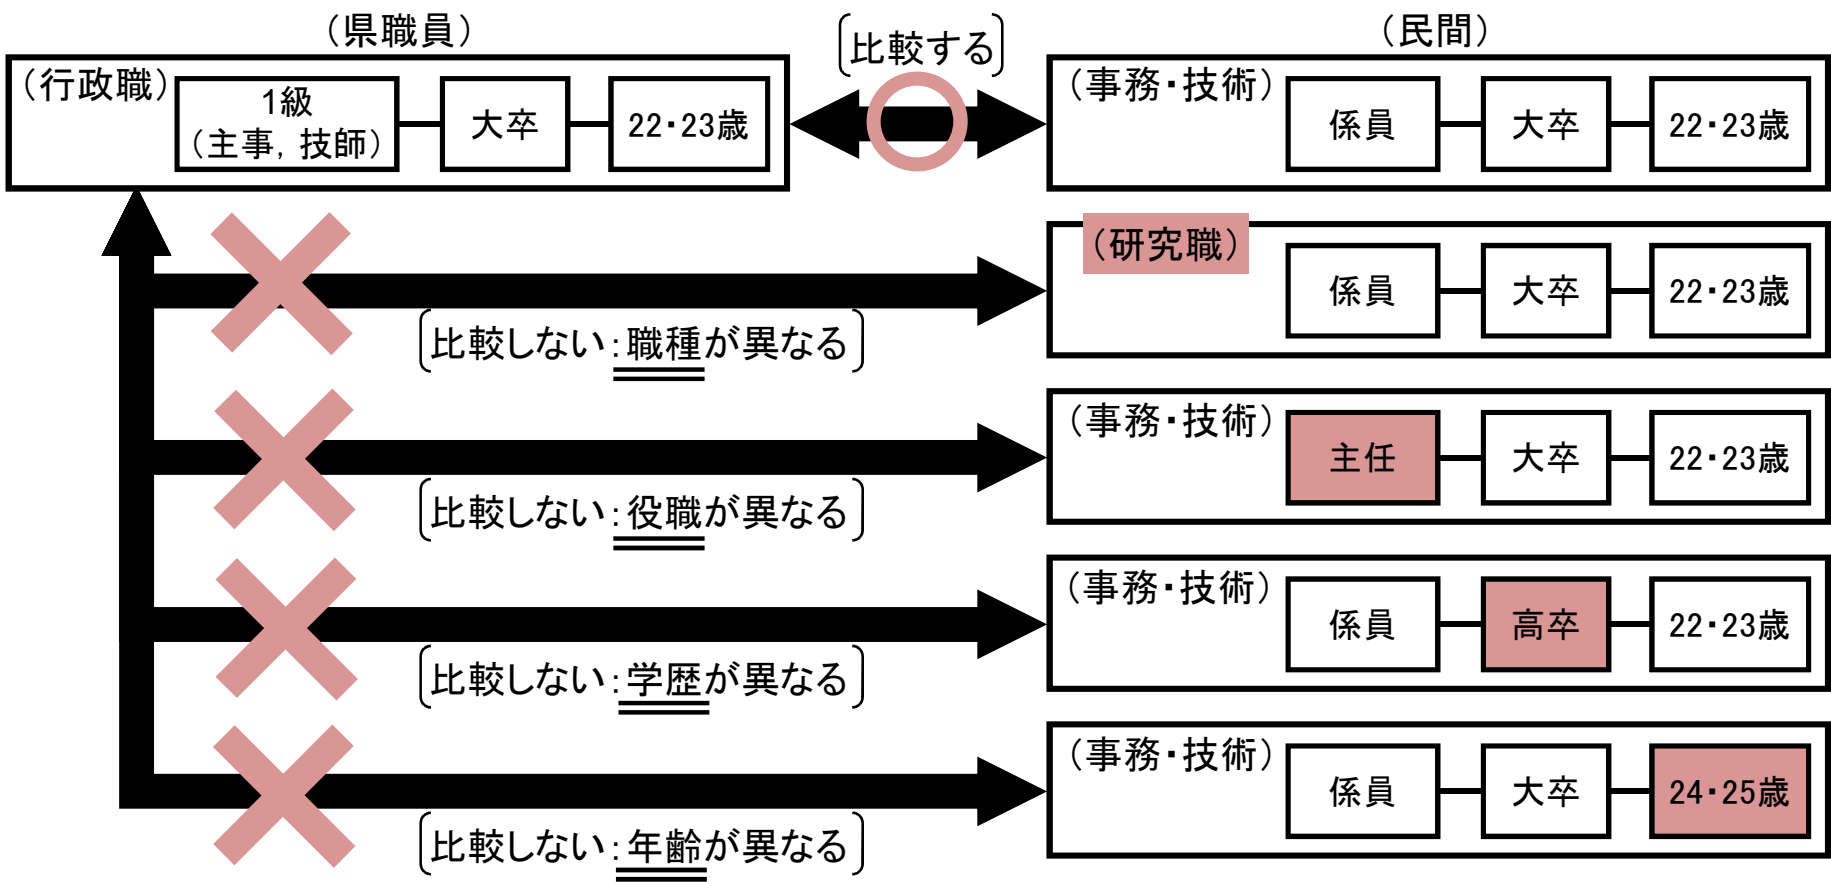 （県職員）
〔比較する〕
（民間）
（行政職）
1級
（主事，技師）
大卒
22・23歳
（事務・技術）
係員
大卒
22・23歳
（研究職）
係員
大卒
22・23歳
〔比較しない：職種が異なる〕
（事務・技術）
主任
大卒
22・23歳
〔比較しない：役職が異なる〕
（事務・技術）
係員
高卒
22・23歳
〔比較しない：学歴が異なる〕
（事務・技術）
係員
大卒
24・25歳
〔比較しない：年齢が異なる〕